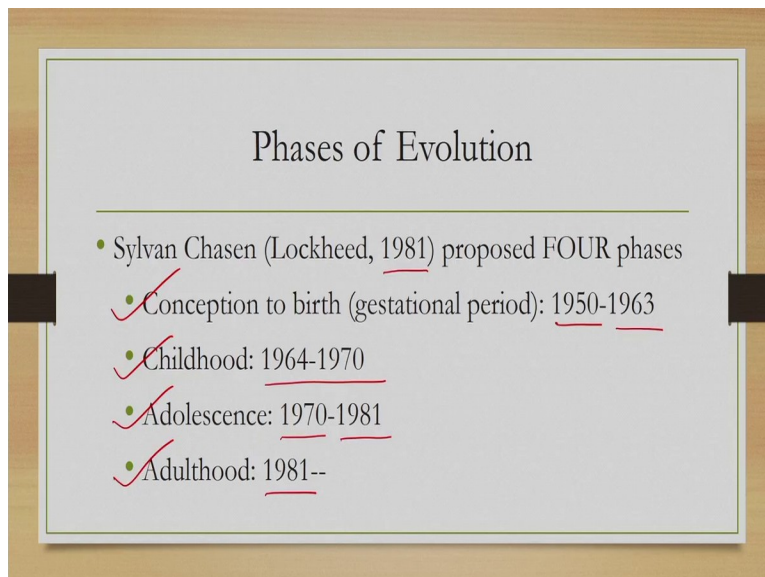 Phases of Evolution
• Sylvan Chasen (Lockheed, 1981) proposed FOUR phases
• Conception to birth (gestational period): 1950-1963
• Childhood: 1964-1970
• Adolescence: 1970-1981
• Adulthood: 1981--